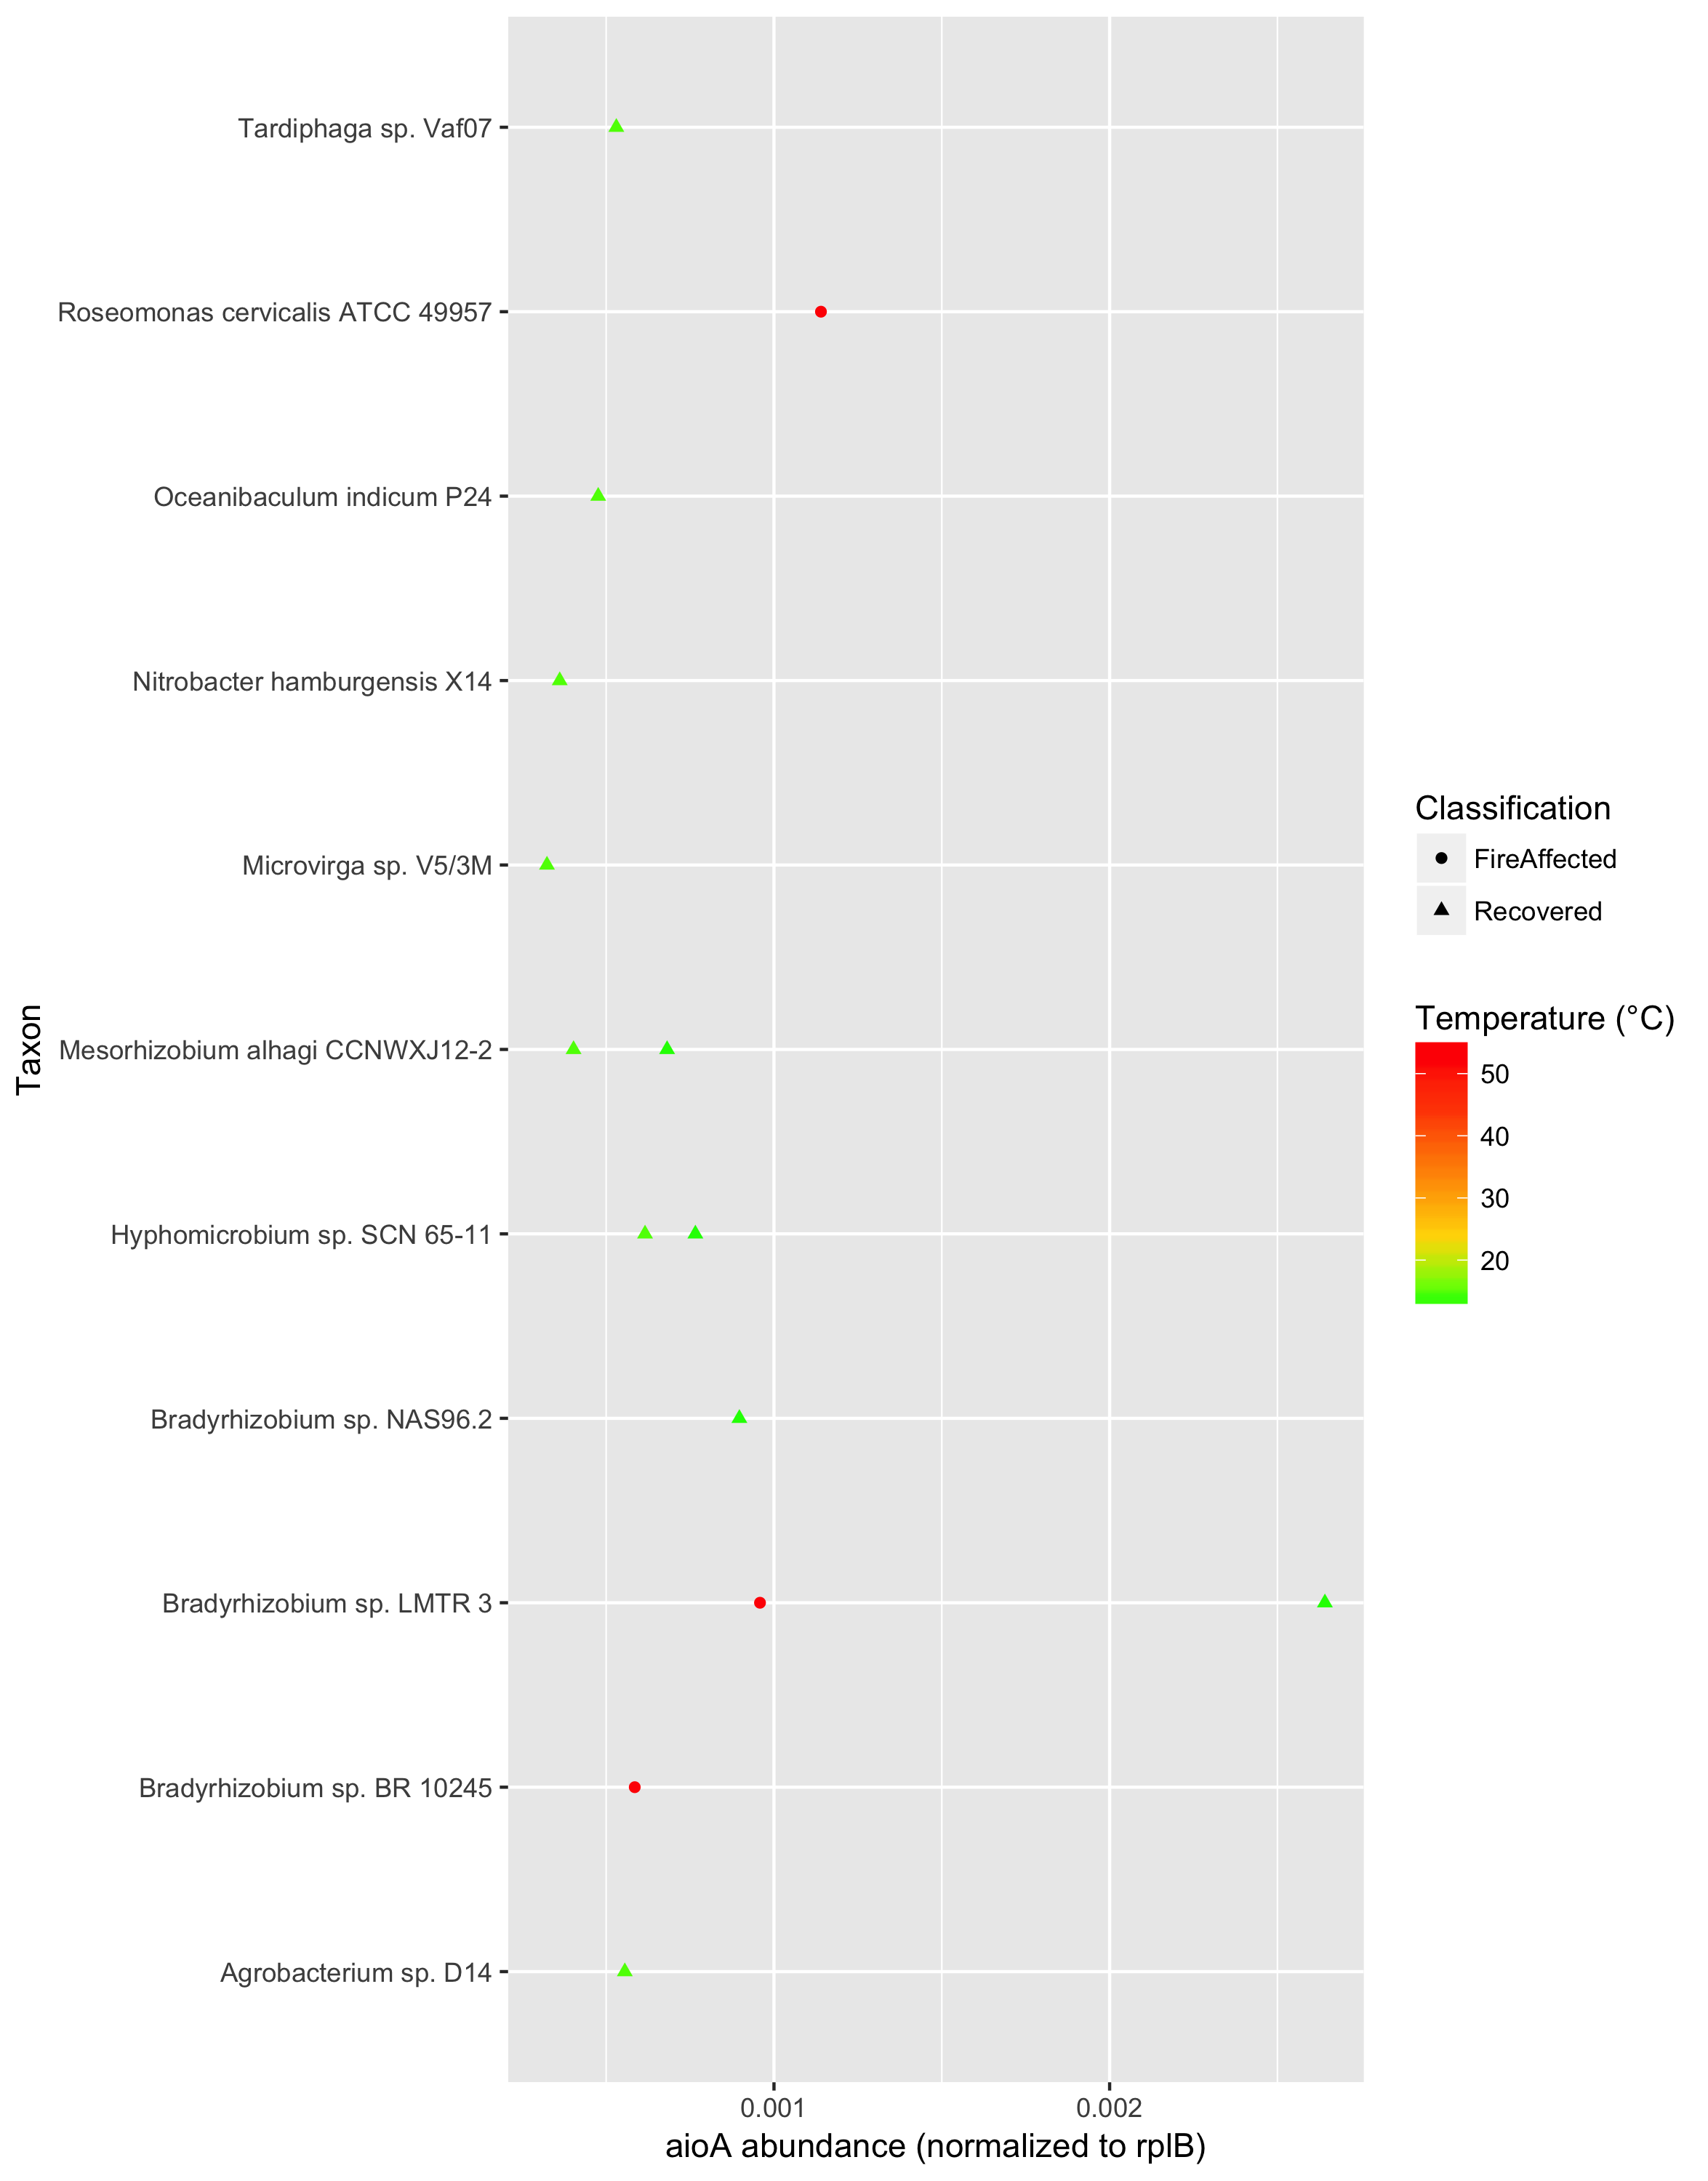 Tardiphaga sp. Vaf07
Roseomonas cervicalis ATCC 49957
Oceanibaculum indicum P24
Nitrobacter hamburgensis X14
Microvirga sp. V5/3M
Mesorhizobium alhagi CCNWXJ12-2
Hyphomicrobium sp. SCN 65-11
Bradyrhizobium sp. NAS96.2
Bradyrhizobium sp. LMTR 3
Bradyrhizobium sp. BR 10245
Agrobacterium sp. D14
Taxon
0.001
0.002
aioA abundance (normalized to rplB)
Classification
FireAffected
Recovered
Temperature (°C)
50
40
30
20